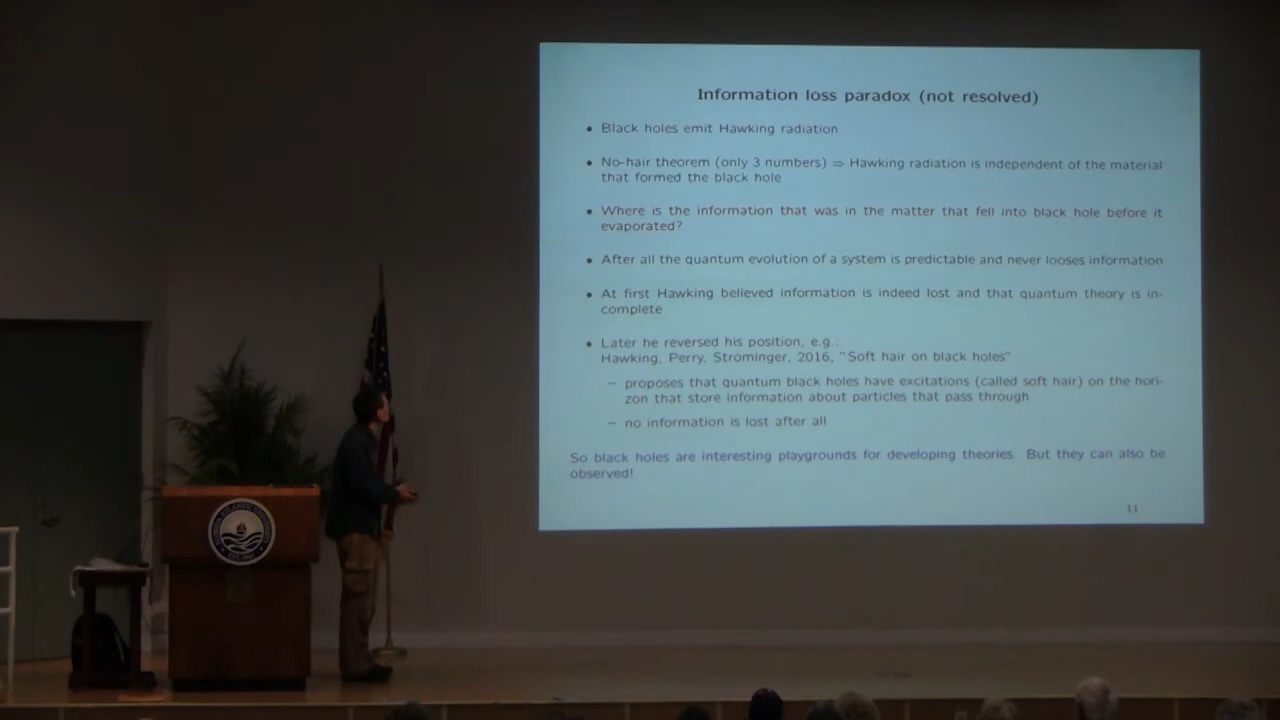 Information loss paradox (not resolved)
• Black holes emit Hawking radiation
• No-hair theorem (only 3 numbers) ⇒ Hawking radiation is independent of the material
that formed the black hole
• Where is the information that was in the matter that fell into black hole before it
evaporated?
• After all the quantum evolution of a system is predictable and never looses information
• At first Hawking believed information is indeed lost and that quantum theory is in-
complete
• Later he reversed his position, e.g.:
Hawking, Perry, Strominger, 2016, "Soft hair on black holes"
– proposes that quantum black holes have excitations (called soft hair) on the hori-
zon that store information about particles that pass through
– no information is lost after all
So black holes are interesting playgrounds for developing theories. But they can also be
observed!
11
FLORIDA ATLANTIC UNIVERSITY